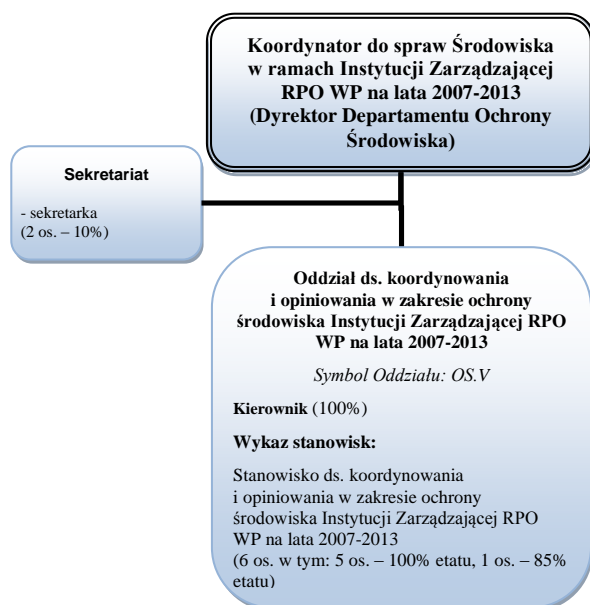 Koordynator do spraw Środowiska
w ramach Instytucji Zarządzającej
RPO WP na lata 2007-2013
(Dyrektor Departamentu Ochrony
Środowiska)
Sekretariat
- sekretarka
(2 os. – 10%)
Oddział ds. koordynowania
i opiniowania w zakresie ochrony
środowiska Instytucji Zarządzającej RPO
WP na lata 2007-2013
Symbol Oddziału: OS.V
Kierownik (100%)
Wykaz stanowisk:
Stanowisko ds. koordynowania
i opiniowania w zakresie ochrony
środowiska Instytucji Zarządzającej RPO
WP na lata 2007-2013
(6 os. w tym: 5 os. – 100% etatu, 1 os. – 85%
etatu)